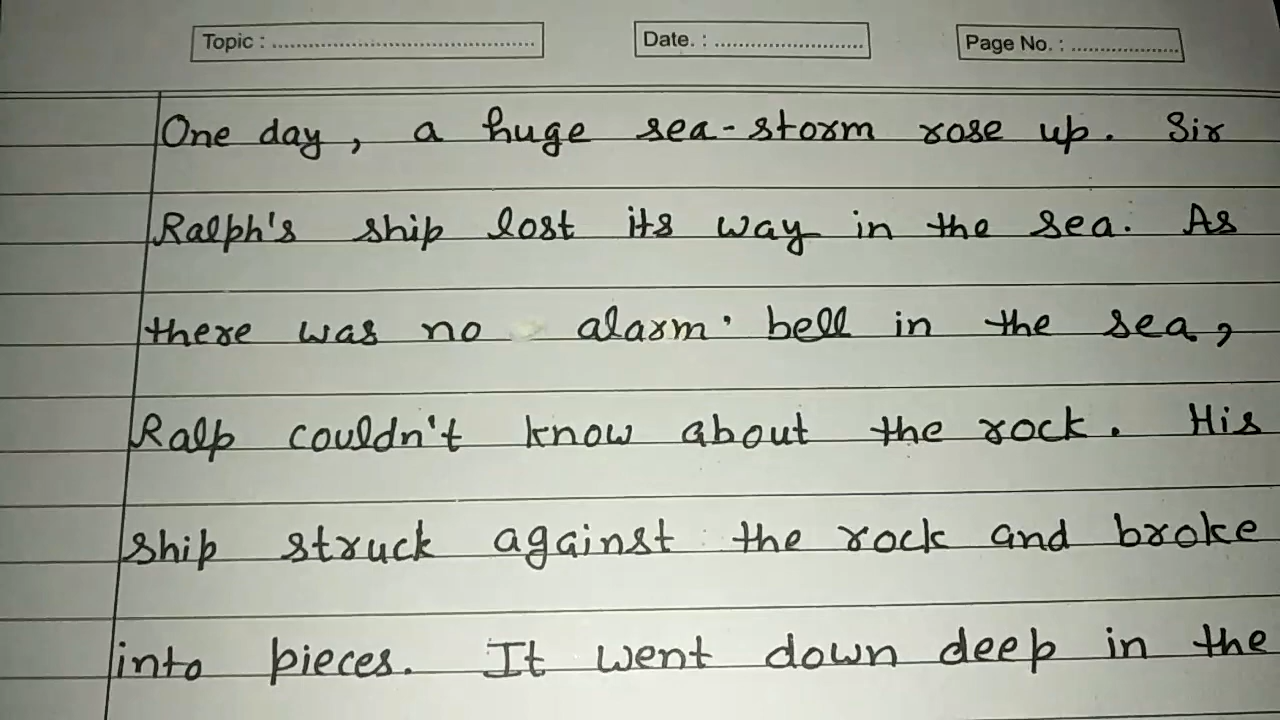 Topic : ............................................
Date. : ..........................
Page No. : ...................
One day, a huge sea-storm rose up. Sir
Ralph's ship lost its way in the sea. As
there was no alarm bell in the sea,
Ralp couldn't know about the rock. His
ship struck against the rock and broke
into pieces. It went down deep in the